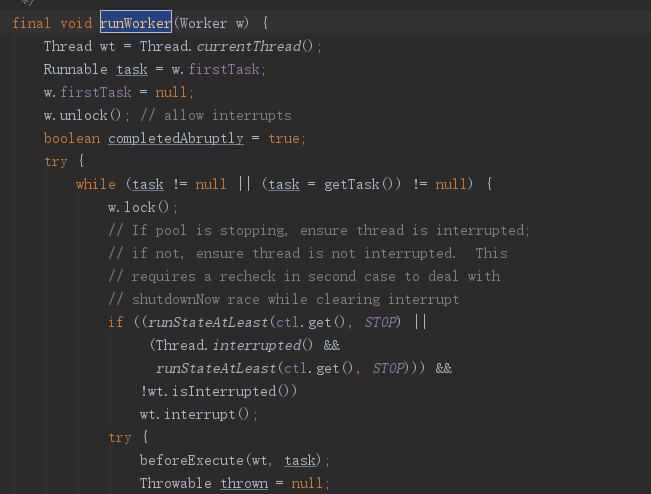 */
final void runWorker(Worker w) {
Thread wt = Thread.currentThread();
Runnable task = w.firstTask;
w.firstTask = null;
w.unlock(); // allow interrupts
boolean completedAbruptly = true;
try {
while (task != null || (task = getTask()) != null) {
w.lock();
// If pool is stopping, ensure thread is interrupted;
// if not, ensure thread is not interrupted.  This
// requires a recheck in second case to deal with
// shutdownNow race while clearing interrupt
if ((runStateAtLeast(ctl.get(), STOP) ||
(Thread.interrupted() &&
runStateAtLeast(ctl.get(), STOP))) &&
!wt.isInterrupted())
wt.interrupt();
try {
beforeExecute(wt, task);
Throwable thrown = null;